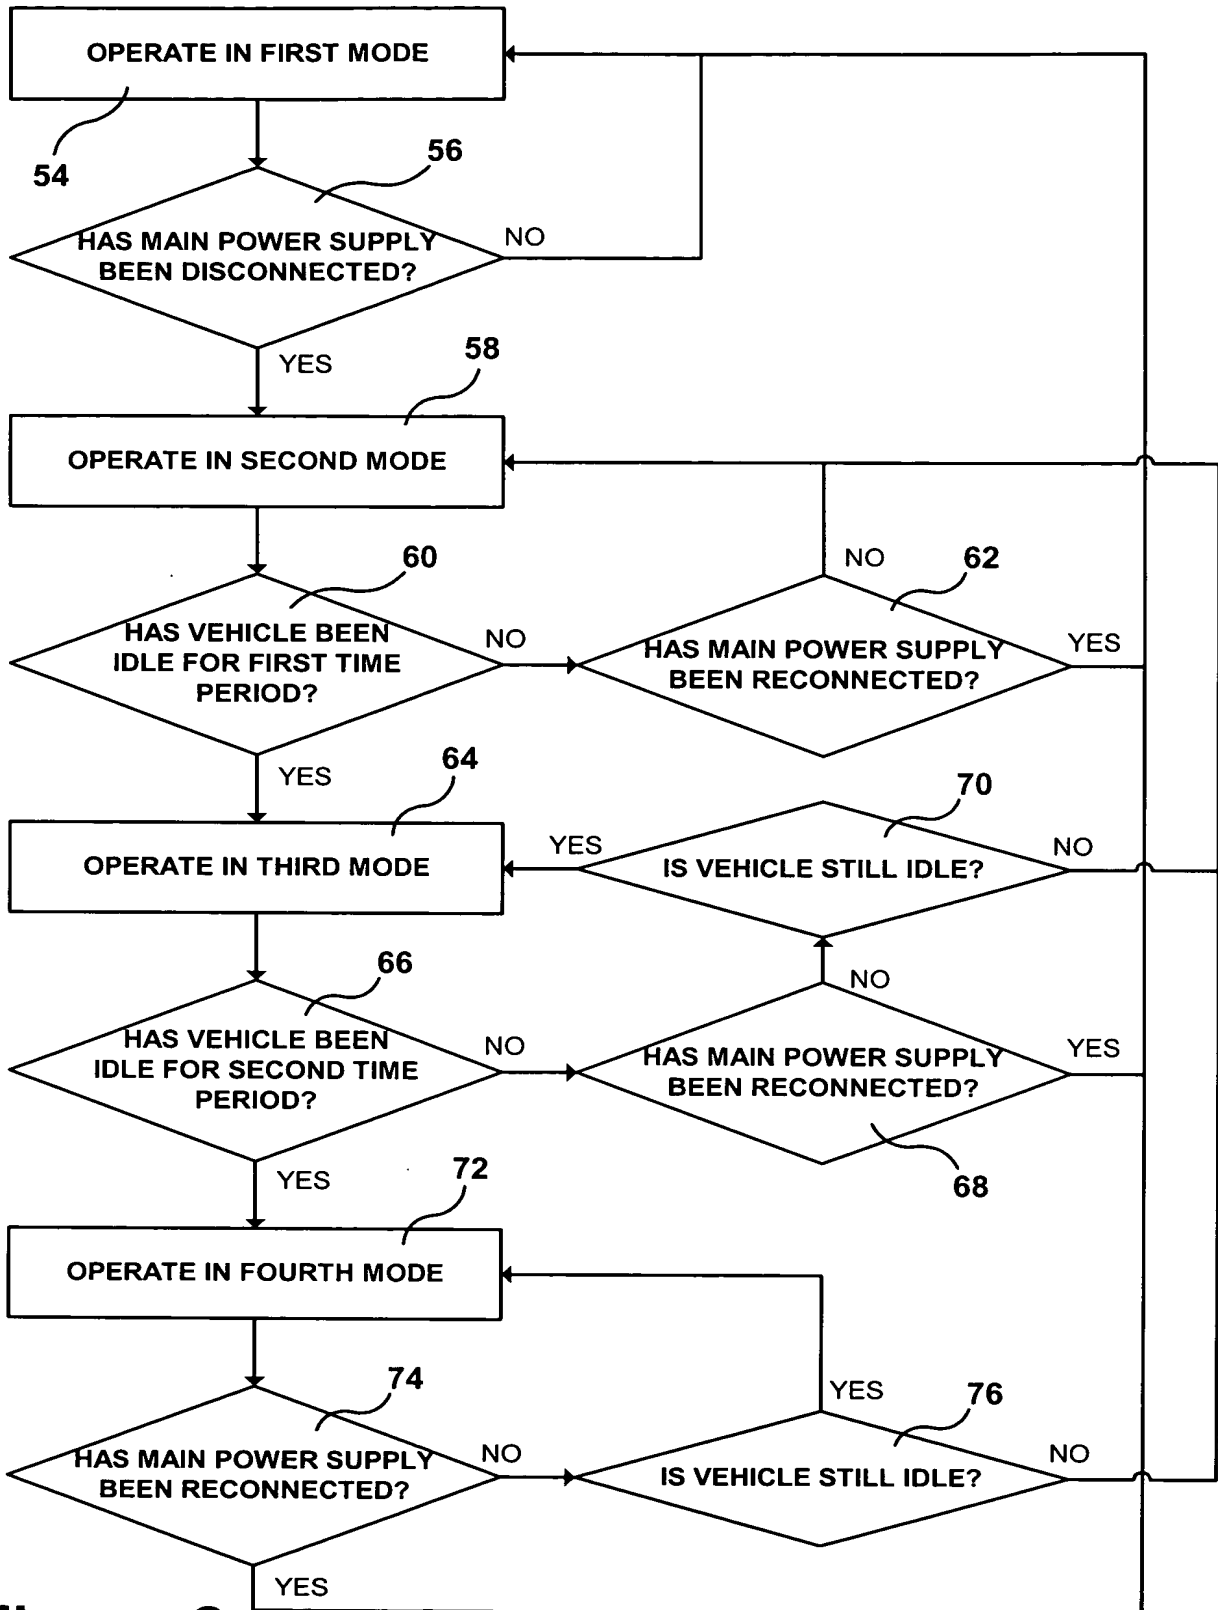 OPERATE IN FIRST MODE
54
56
HAS MAIN POWER SUPPLY
BEEN DISCONNECTED?
NO
YES
58
OPERATE IN SECOND MODE
60
HAS VEHICLE BEEN
IDLE FOR FIRST TIME
PERIOD?
NO
NO
62
HAS MAIN POWER SUPPLY
BEEN RECONNECTED?
YES
YES
64
OPERATE IN THIRD MODE
YES
70
IS VEHICLE STILL IDLE?
NO
66
HAS VEHICLE BEEN
IDLE FOR SECOND TIME
PERIOD?
NO
NO
HAS MAIN POWER SUPPLY
BEEN RECONNECTED?
YES
68
YES
72
OPERATE IN FOURTH MODE
74
HAS MAIN POWER SUPPLY
BEEN RECONNECTED?
NO
YES
76
IS VEHICLE STILL IDLE?
NO
YES